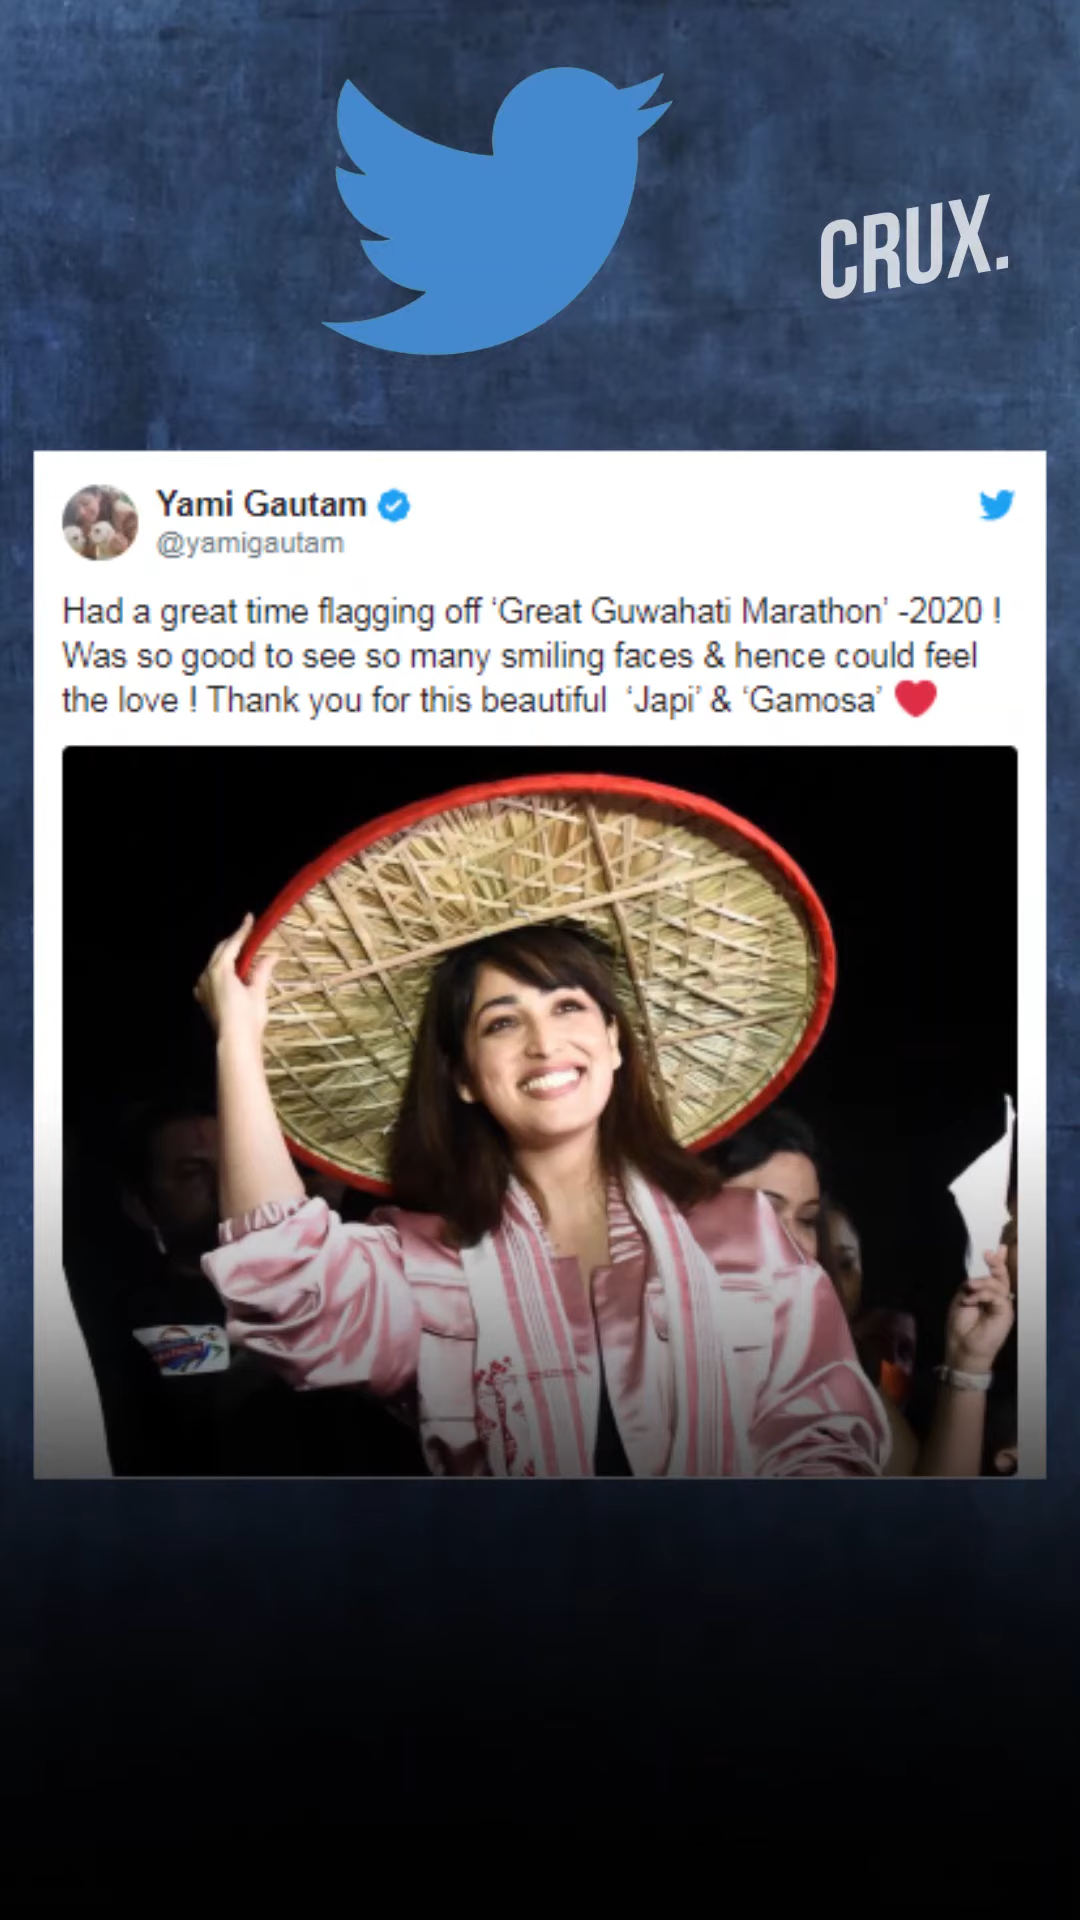 CRUX.
Yami Gautam
@yamigautam
Had a great time flagging off ‘Great Guwahati Marathon’ -2020 !
Was so good to see so many smiling faces & hence could feel
the love ! Thank you for this beautiful ‘Japi’ & ‘Gamosa’ ❤️